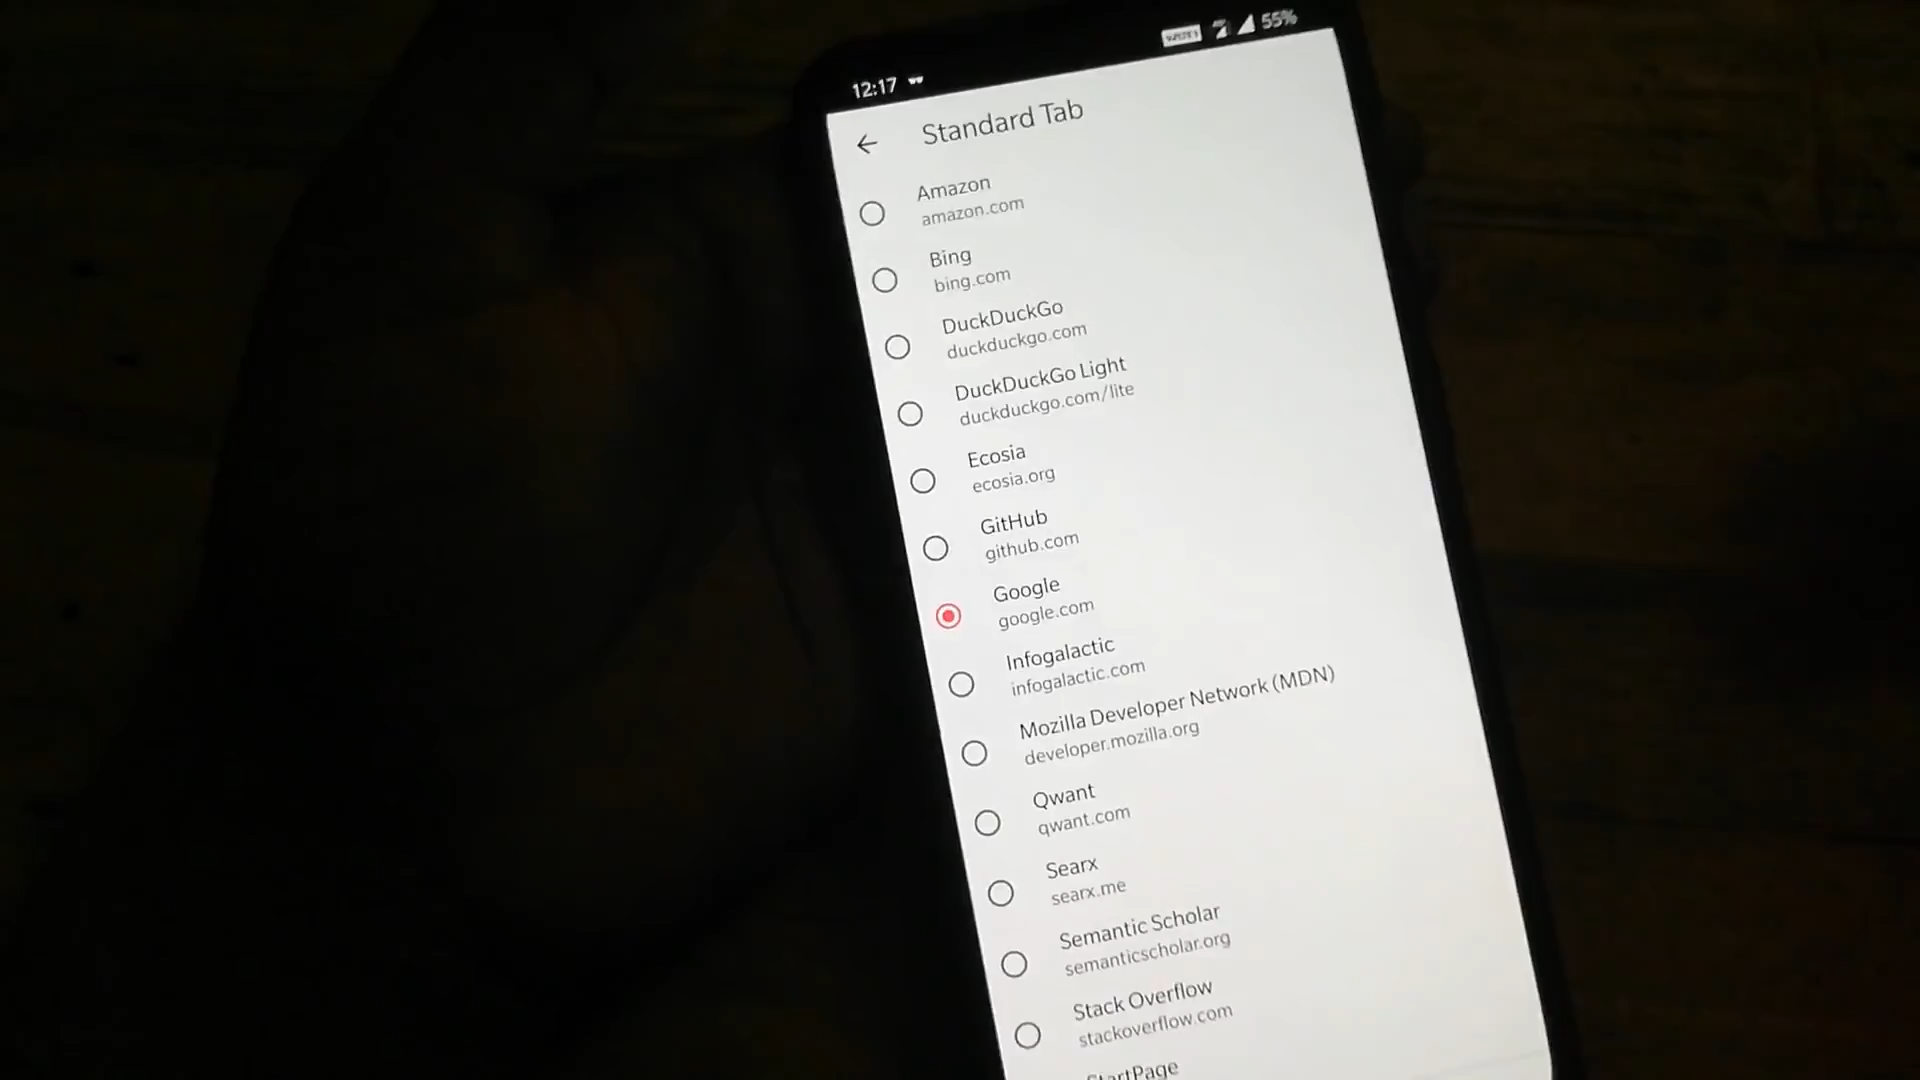 12:17
55%
Standard Tab
Amazon
amazon.com
Bing
bing.com
DuckDuckGo
duckduckgo.com
DuckDuckGo Light
duckduckgo.com/lite
Ecosia
ecosia.org
GitHub
github.com
Google
google.com
Infogalactic
infogalactic.com
Mozilla Developer Network (MDN)
developer.mozilla.org
Qwant
qwant.com
Searx
searx.me
Semantic Scholar
semanticscholar.org
Stack Overflow
stackoverflow.com
StartPage